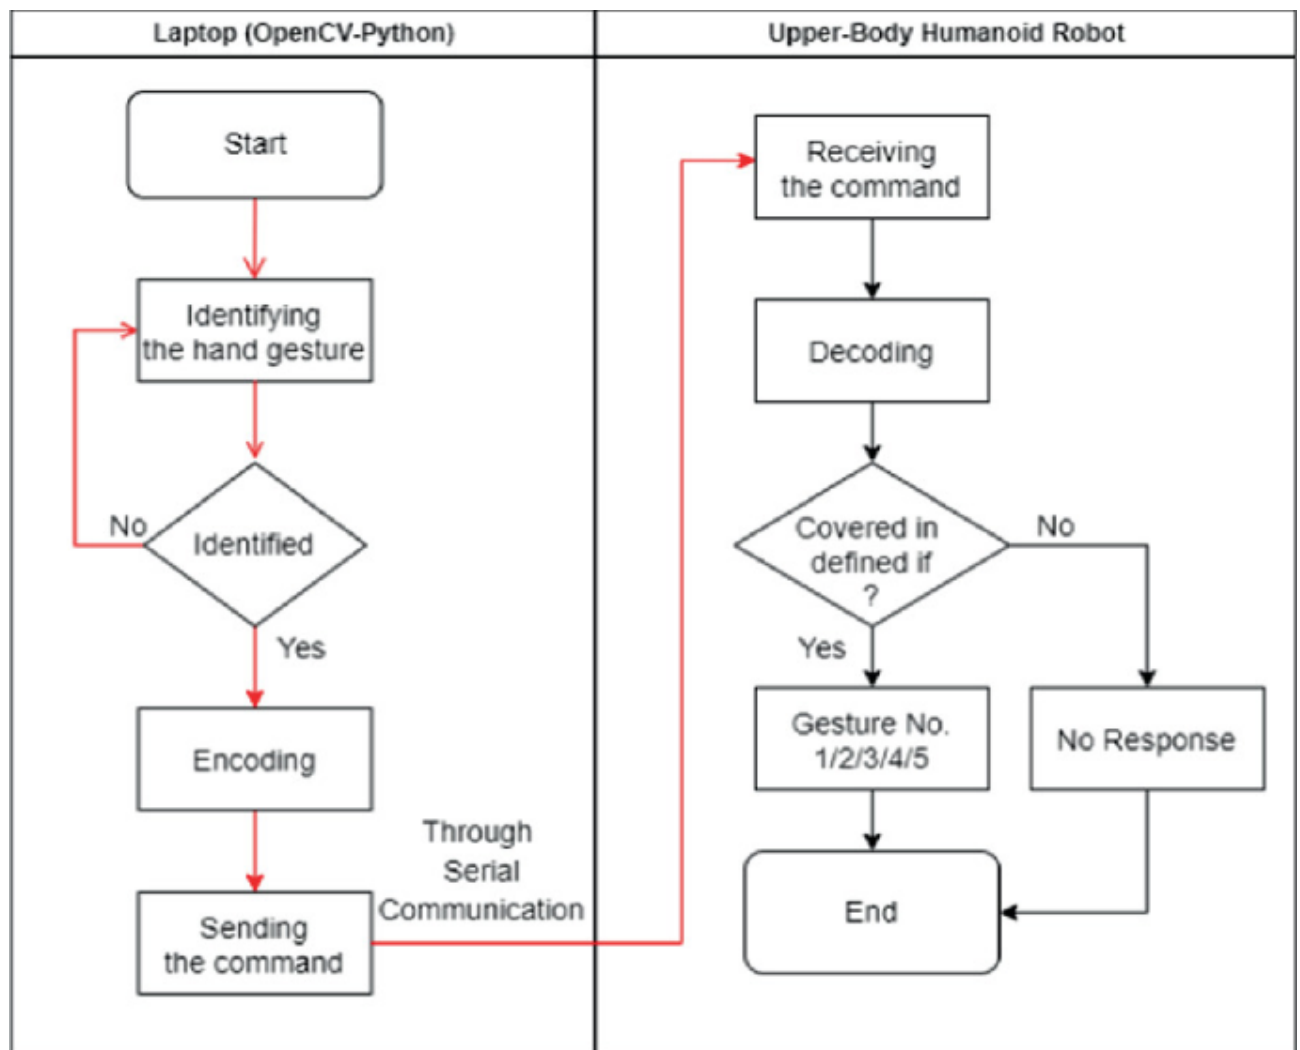 Laptop (OpenCV-Python)
Upper-Body Humanoid Robot
Start
Identifying
the hand gesture
No
Identified
Yes
Encoding
Sending
the command
Through
Serial
Communication
Receiving
the command
Decoding
Covered in
defined if
?
No
Yes
Gesture No.
1/2/3/4/5
No Response
End